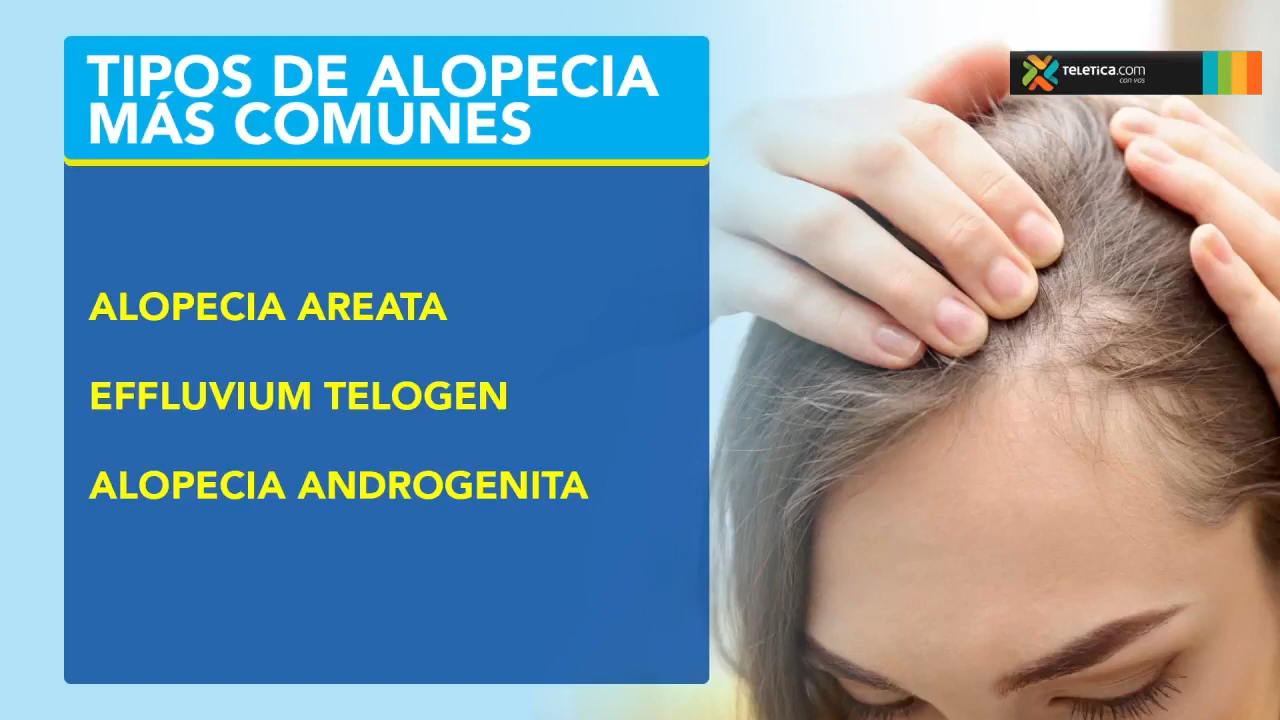 TIPOS DE ALOPECIA
MÁS COMUNES
TELETICA.com
con vos
ALOPECIA AREATA
EFFLUVIUM TELOGEN
ALOPECIA ANDROGENITA